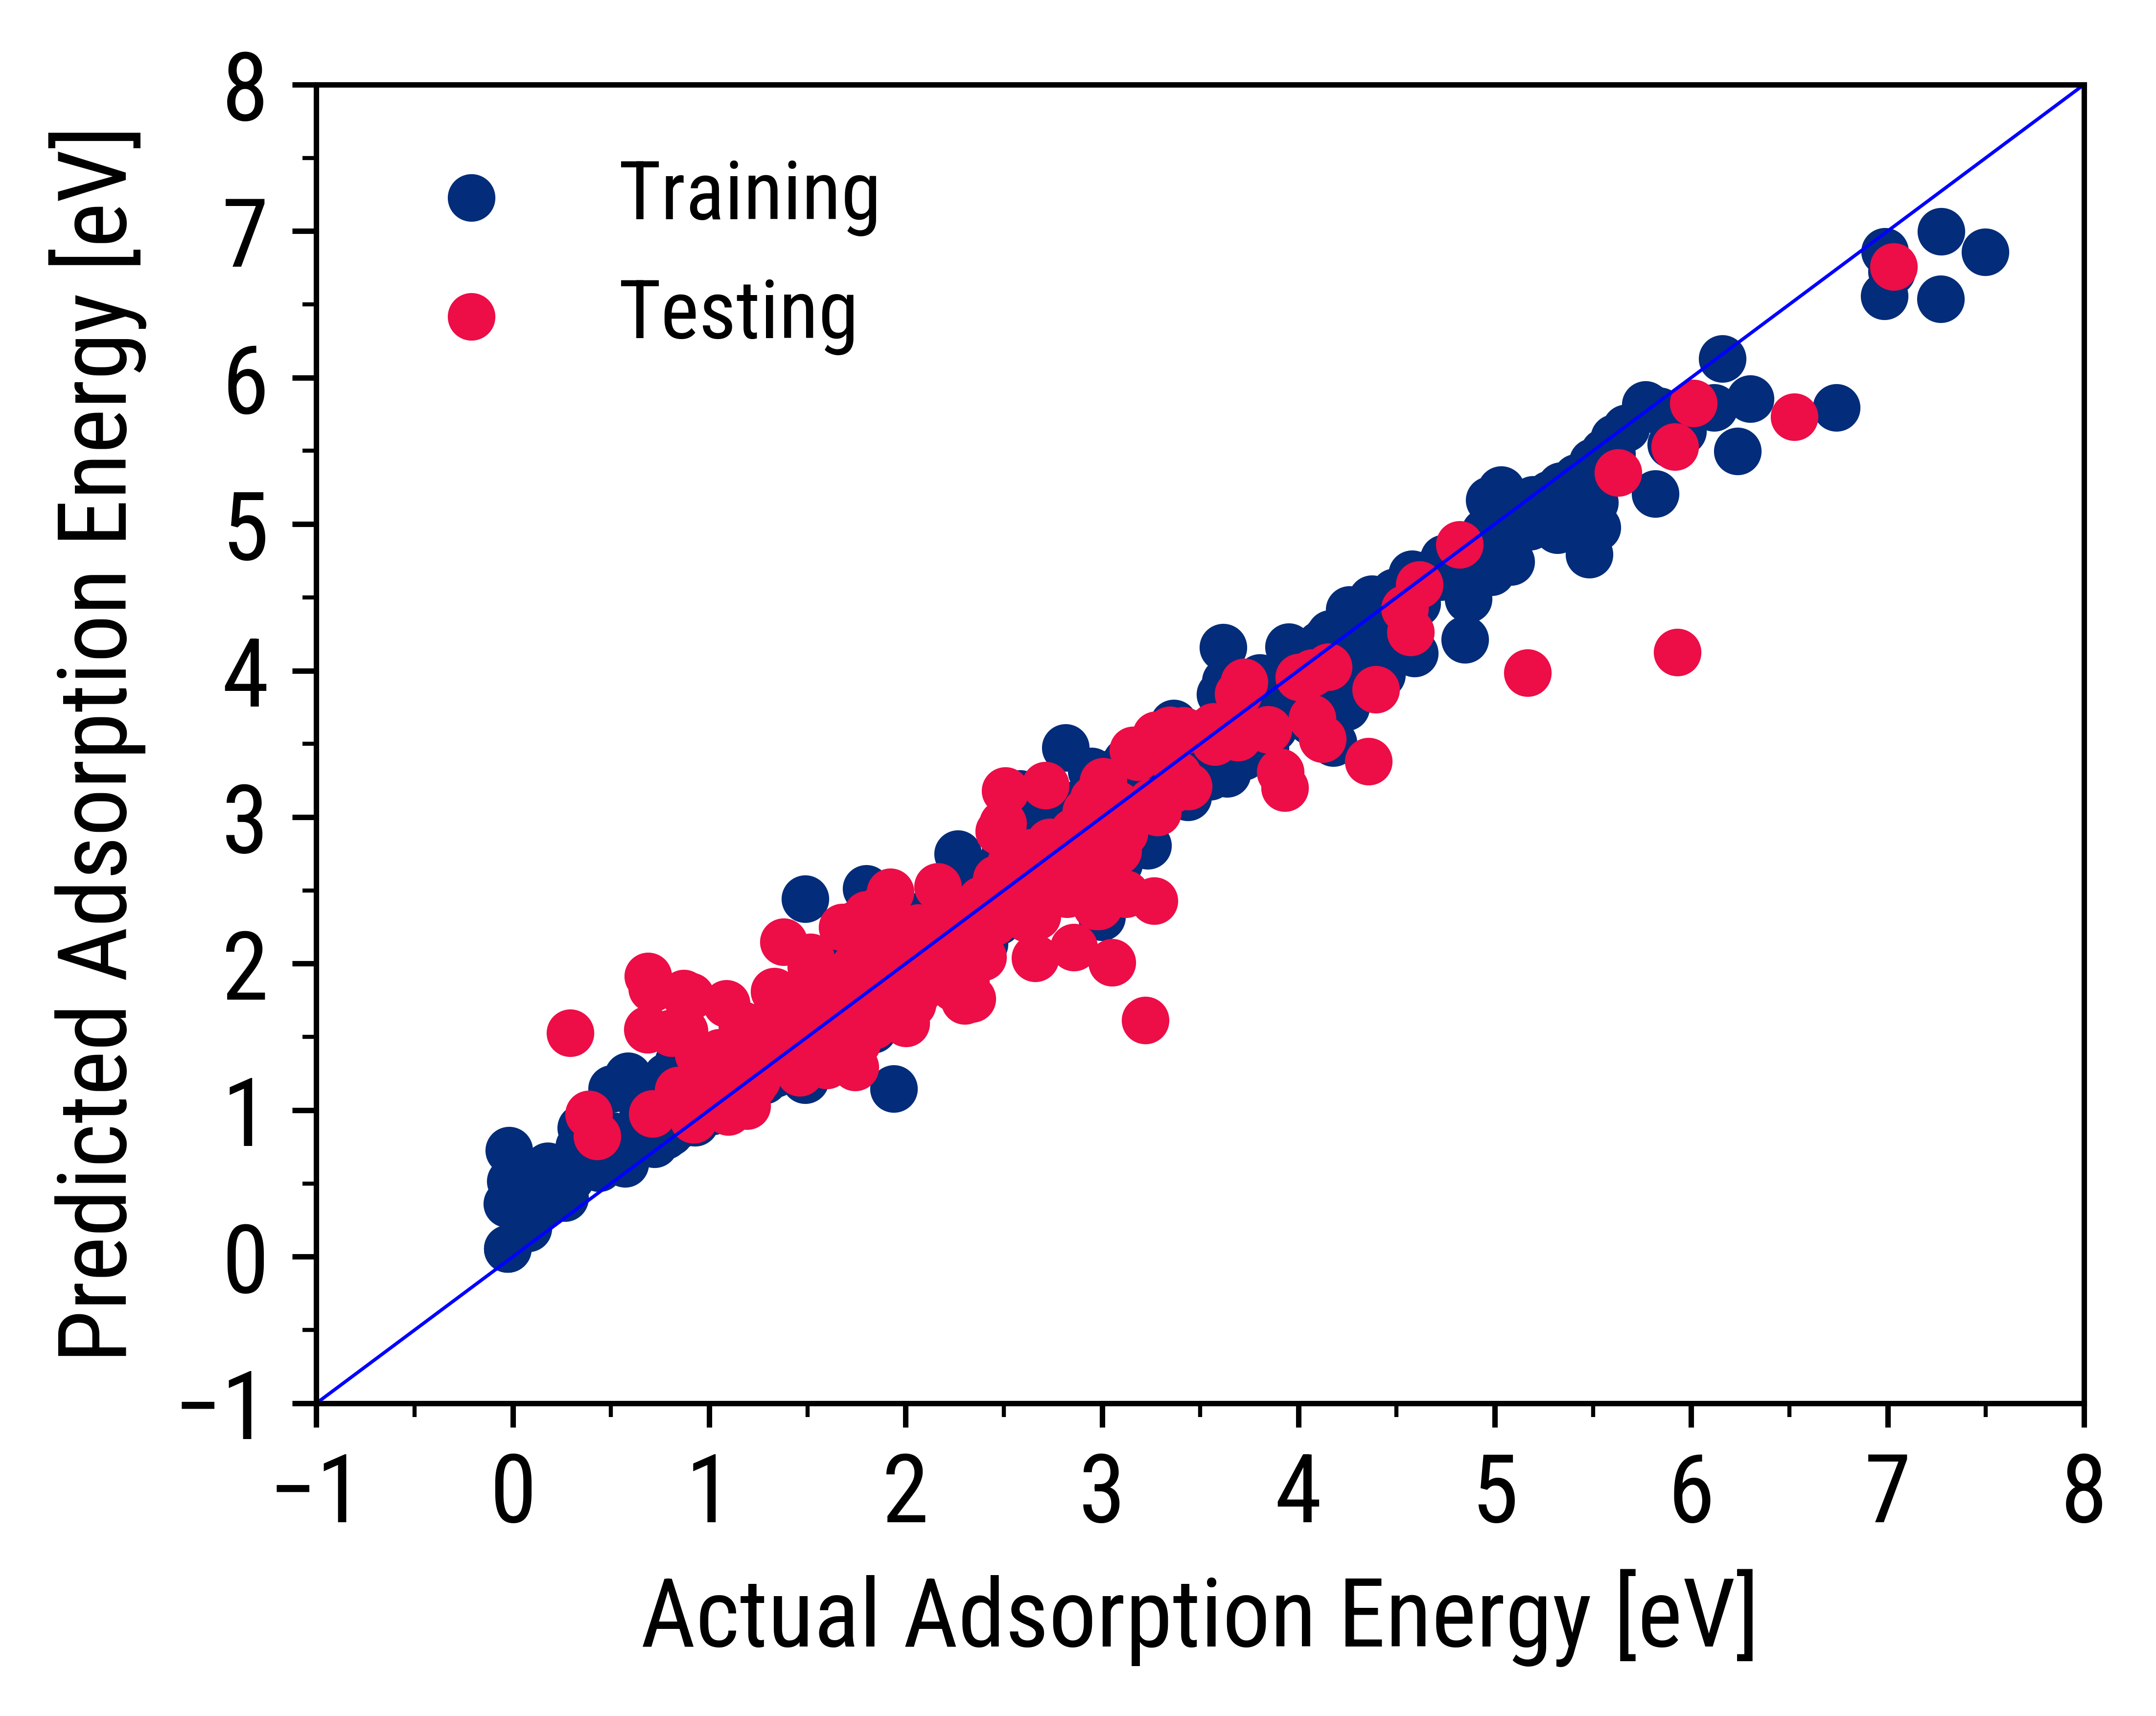 Predicted Adsorption Energy [eV]
8
7
6
5
4
3
2
1
0
−1
Training
Testing
−1 0 1 2 3 4 5 6 7 8
Actual Adsorption Energy [eV]